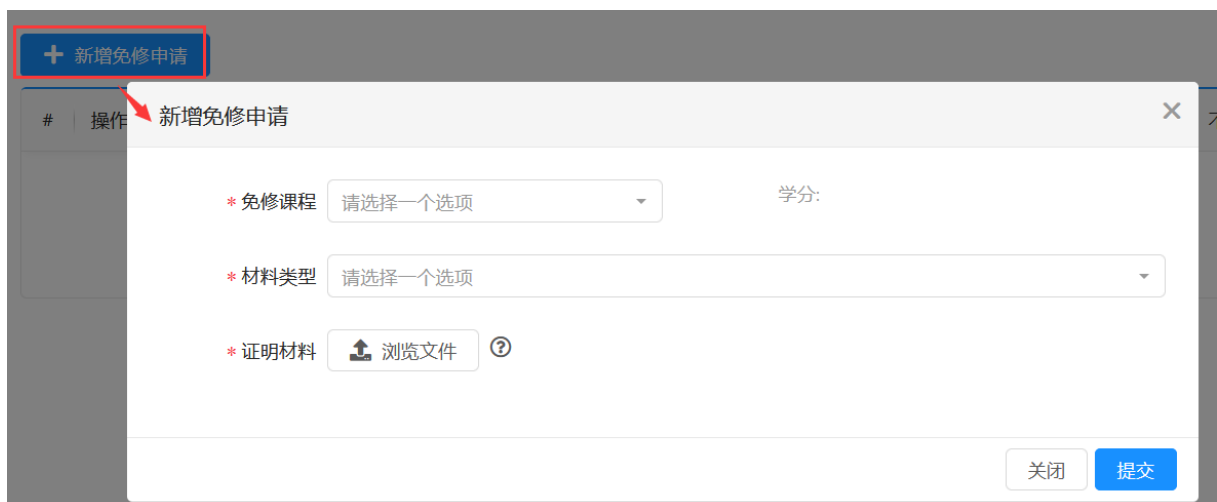 新增免修申请
# 操作
新增免修申请
* 免修课程 请选择一个选项 学分:
* 材料类型 请选择一个选项
* 证明材料 浏览文件
关闭 提交